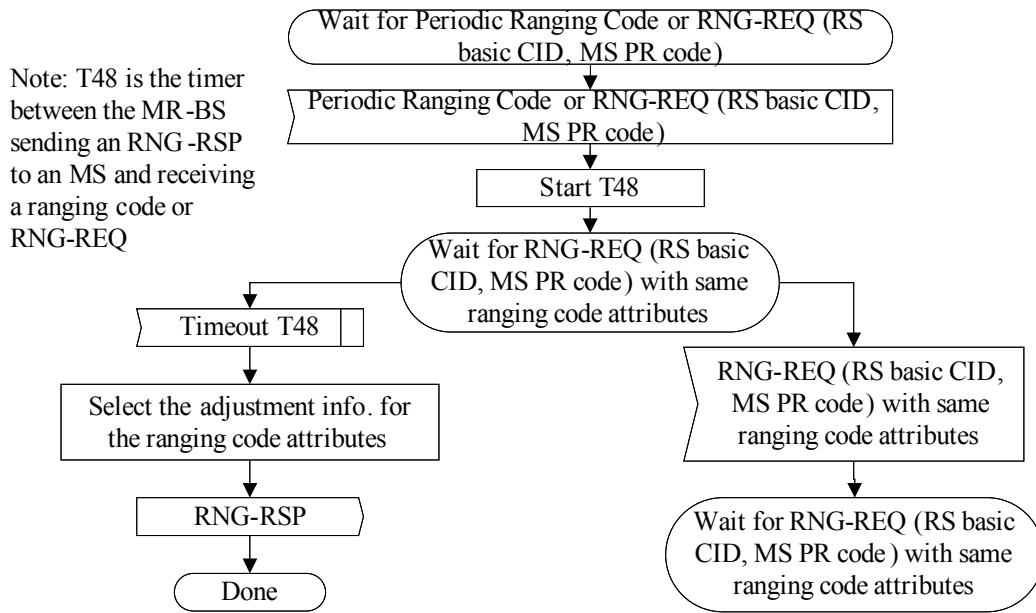 Wait for Periodic Ranging Code or RNG-REQ (RS
basic CID, MS PR code)
Note: T48 is the timer
between the MR-BS
sending an RNG-RSP
to an MS and receiving
a ranging code or
RNG-REQ
Periodic Ranging Code or RNG-REQ (RS basic CID,
MS PR code)
Start T48
Wait for RNG-REQ (RS basic
CID, MS PR code) with same
ranging code attributes
Timeout T48
Select the adjustment info. for
the ranging code attributes
RNG-RSP
Done
RNG-REQ (RS basic CID,
MS PR code) with same
ranging code attributes
Wait for RNG-REQ (RS basic
CID, MS PR code) with same
ranging code attributes